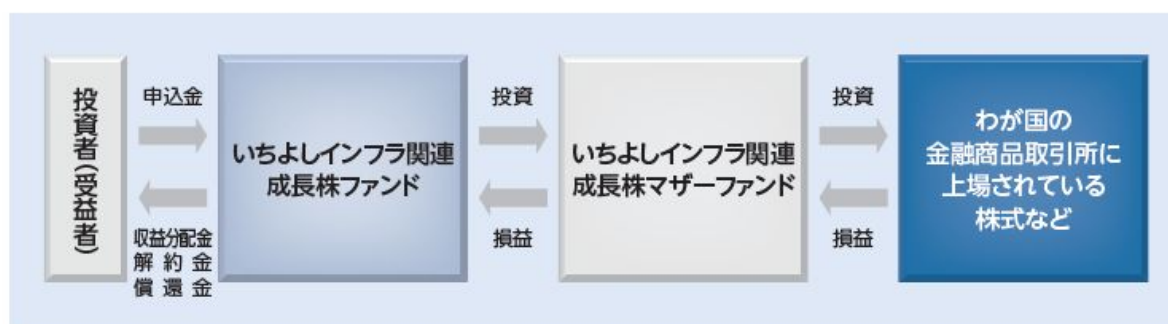 投資者(受益者)
申込金
収益分配金
解約金
償還金
いちよしインフラ関連
成長株ファンド
投資
損益
いちよしインフラ関連
成長株マザーファンド
投資
損益
わが国の
金融商品取引所に
上場されている
株式など